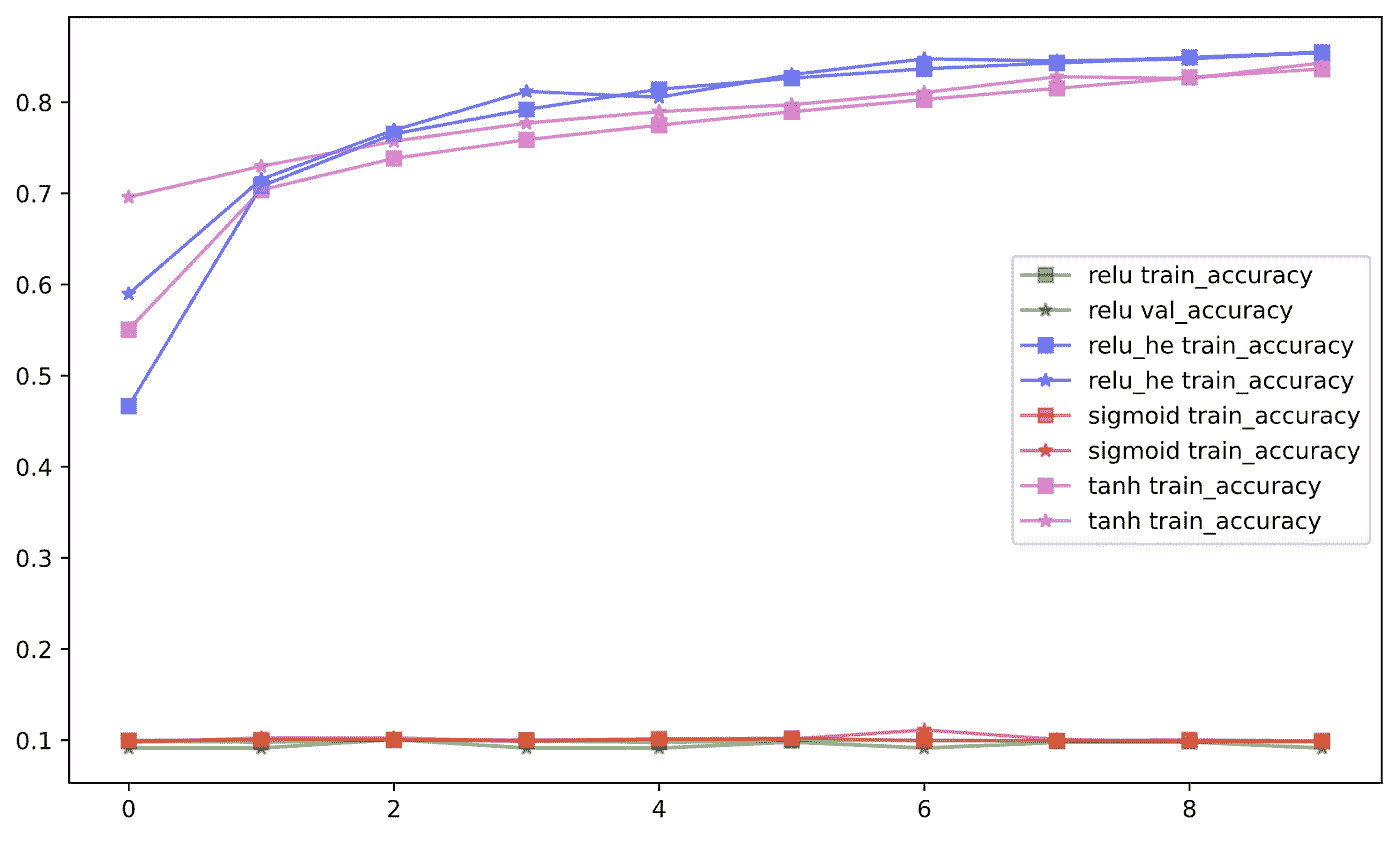 0.8
0.7
0.6
0.5
0.4
0.3
0.2
0.1
relu train_accuracy
relu val_accuracy
relu_he train_accuracy
relu_he train_accuracy
sigmoid train_accuracy
sigmoid train_accuracy
tanh train_accuracy
tanh train_accuracy
0 2 4 6 8